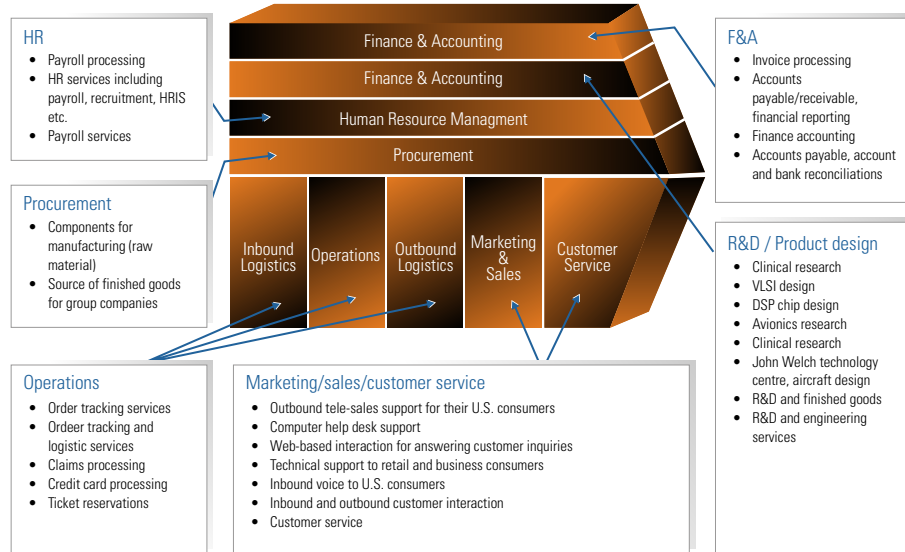 HR
• Payroll processing
• HR services including
payroll, recruitment, HRIS
etc.
• Payroll services
Procurement
• Components for
manufacturing (raw
material)
• Source of finished goods
for group companies
Finance & Accounting
Finance & Accounting
Human Resource Managment
Procurement
Inbound
Logistics
Operations
Outbound
Logistics
Marketing
&
Sales
Customer
Service
F&A
• Invoice processing
• Accounts
payable/receivable,
financial reporting
• Finance accounting
• Accounts payable, account
and bank reconciliations
R&D / Product design
• Clinical research
• VLSI design
• DSP chip design
• Avionics research
• Clinical research
• John Welch technology
centre, aircraft design
• R&D and finished goods
• R&D and engineering
services
Operations
• Order tracking services
• Ordeer tracking and
logistic services
• Claims processing
• Credit card processing
• Ticket reservations
Marketing/sales/customer service
• Outbound tele-sales support for their U.S. consumers
• Computer help desk support
• Web-based interaction for answering customer inquiries
• Technical support to retail and business consumers
• Inbound voice to U.S. consumers
• Inbound and outbound customer interaction
• Customer service